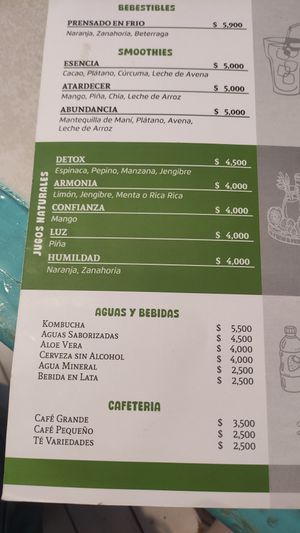 BEBESTIBLES
PRENSADO EN FRIO $ 5,900
Naranja, Zanahoria, Beterraga
SMOOTHIES
ESENCIA $ 5,000
Cacao, Plátano, Cúrcuma, Leche de Avena
ATARDECER $ 5,000
Mango, Piña, Chia, Leche de Arroz
ABUNDANCIA $ 5,000
Mantequilla de Maní, Plátano, Avena,
Leche de Arroz
JUGOS NATURALES
DETOX $ 4,500
Espinaca, Pepino, Manzana, Jengibre
ARMONIA $ 4,000
Limón, Jengibre, Menta o Rica Rica
CONFIANZA $ 4,000
Mango
LUZ $ 4,000
Piña
HUMILDAD $ 4,000
Naranja, Zanahoria
AGUAS Y BEBIDAS
KOMBUCHA $ 5,500
AGUAS SABORIZADAS $ 4,500
ALOE VERA $ 4,000
CERVEZA SIN ALCOHOL $ 4,000
AGUA MINERAL $ 2,500
BEBIDA EN LATA $ 2,500
CAFETERIA
CAFÉ GRANDE $ 3,500
CAFÉ PEQUEÑO $ 2,500
TÉ VARIEDADES $ 2,500